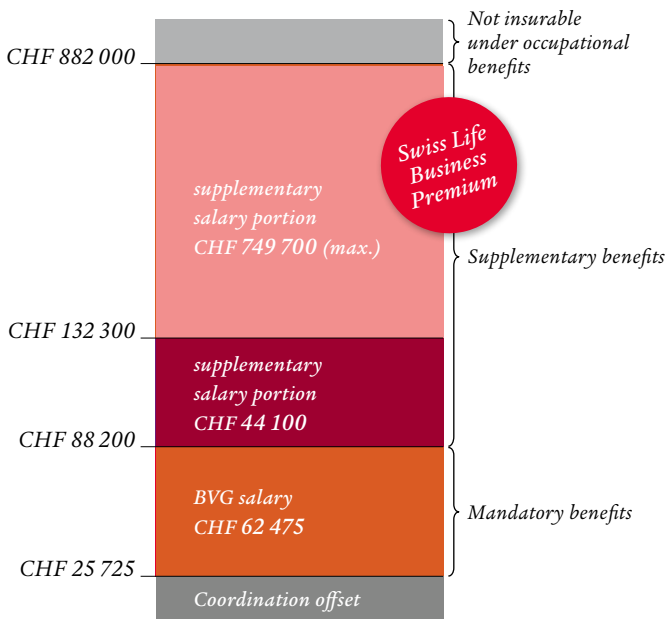 Not insurable
under occupational
benefits
CHF 882 000
Swiss Life
Business
Premium
supplementary
salary portion
CHF 749 700 (max.)
Supplementary benefits
CHF 132 300
supplementary
salary portion
CHF 44 100
CHF 88 200
BVG salary
CHF 62 475
Mandatory benefits
CHF 25 725
Coordination offset